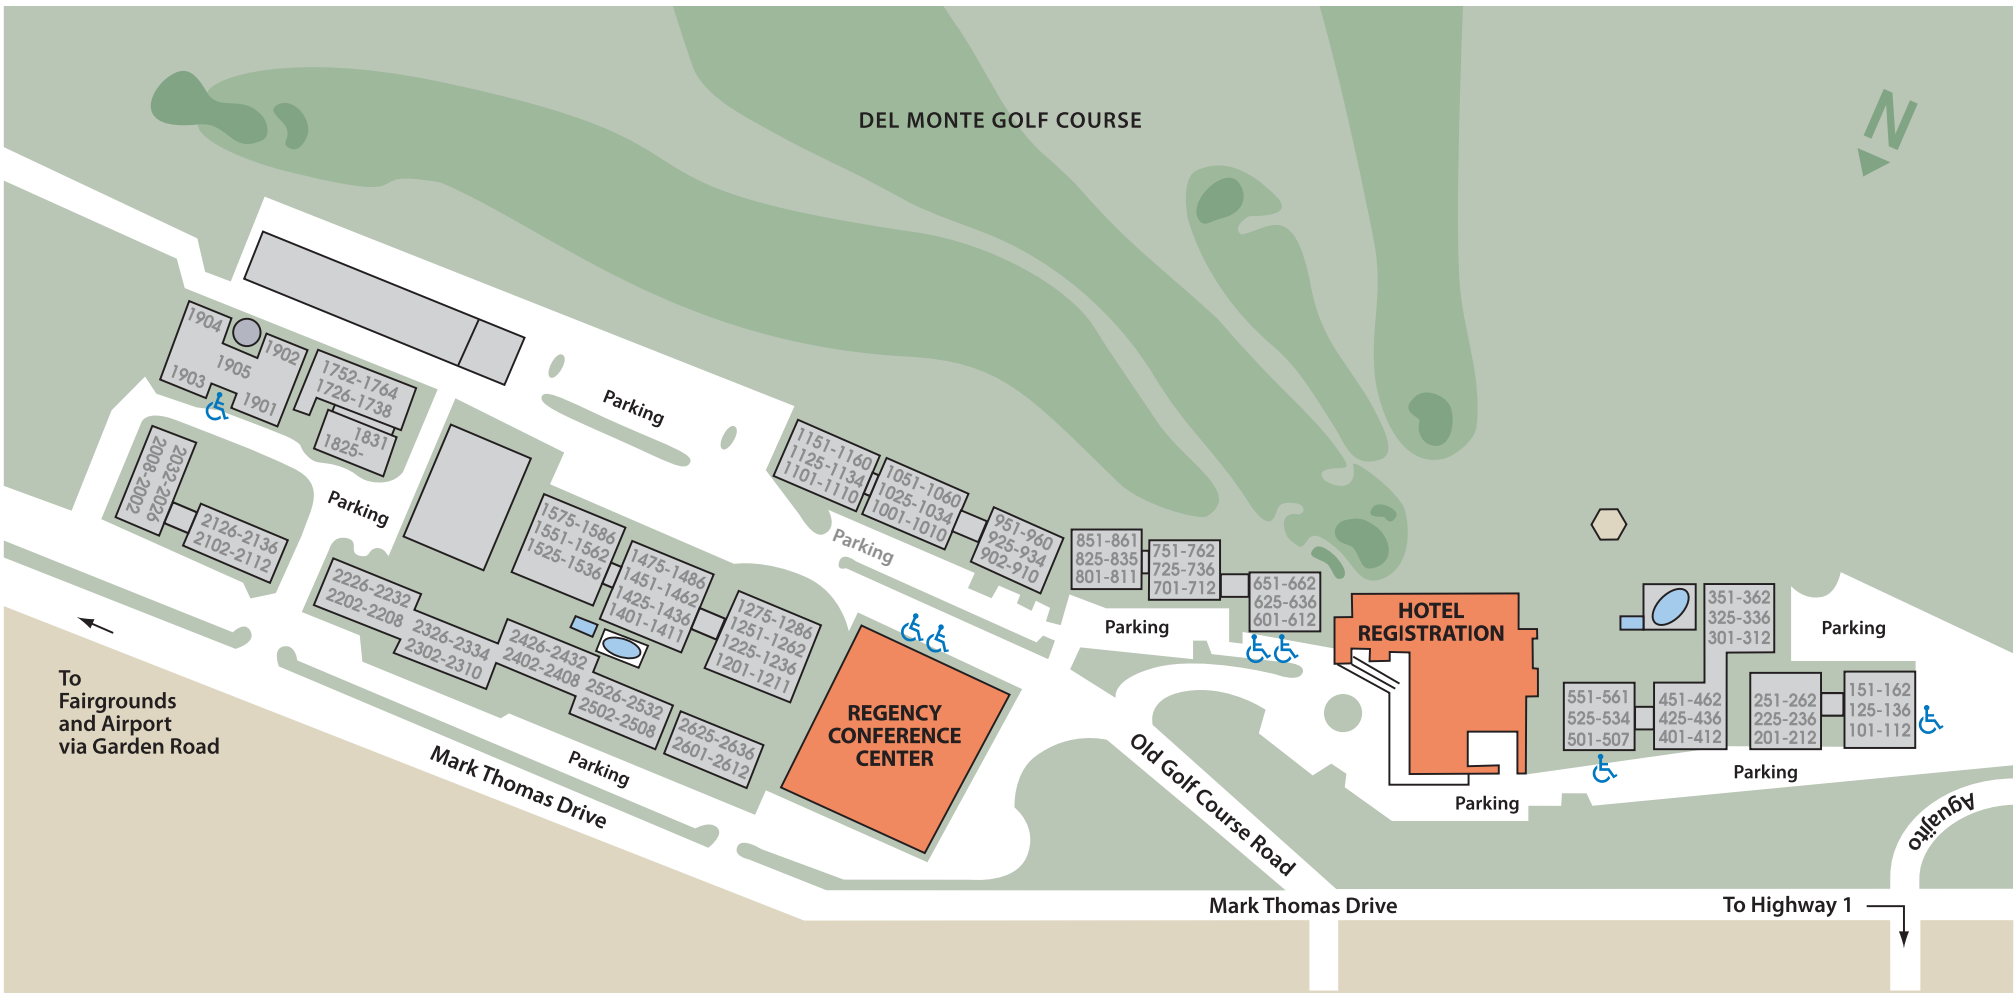 DEL MONTE GOLF COURSE
N
1904
1902
1905
1903
1901
1752-1764
1726-1738
1831
1825-
Parking
2032-2026
2008-2002
2126-2136
2102-2112
Parking
1151-1160
1125-1134
1101-1110
1051-1060
1025-1034
1001-1010
951-960
925-934
902-910
Parking
1575-1586
1551-1562
1525-1536
1475-1486
1451-1462
1425-1436
1401-1411
1275-1286
1251-1262
1225-1236
1201-1211
2226-2232
2202-2208
2326-2334
2302-2310
2426-2432
2402-2408
2526-2532
2502-2508
2625-2636
2601-2612
851-861
825-835
801-811
751-762
725-736
701-712
651-662
625-636
601-612
Parking
HOTEL
REGISTRATION
351-362
325-336
301-312
Parking
551-561
525-534
501-507
451-462
425-436
401-412
251-262
225-236
201-212
151-162
125-136
101-112
Parking
Parking
REGENCY
CONFERENCE
CENTER
To
Fairgrounds
and Airport
via Garden Road
Parking
Mark Thomas Drive
Old Golf Course Road
Aguajito
Mark Thomas Drive
To Highway 1